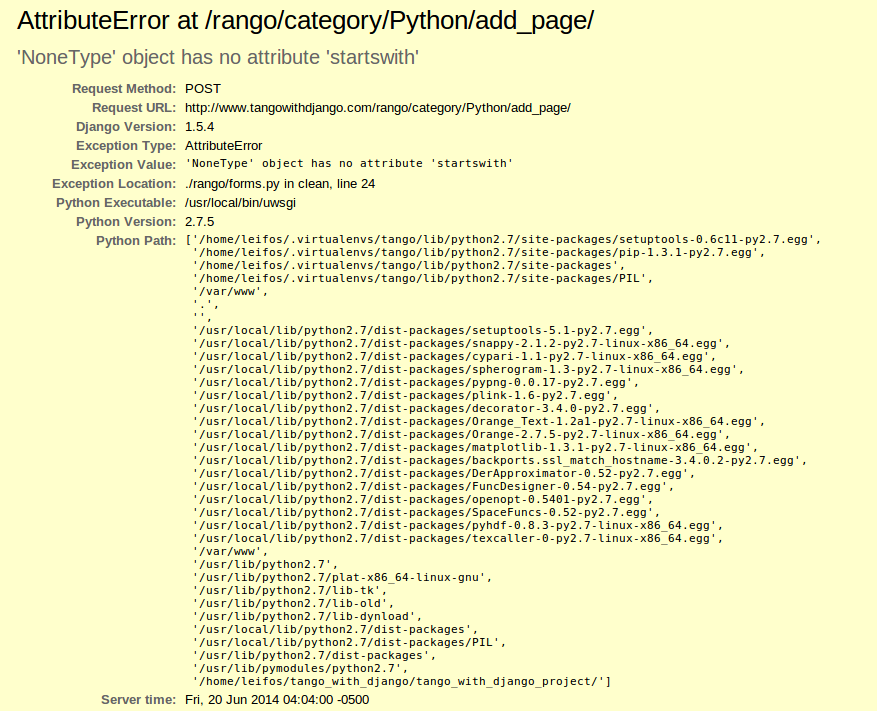 AttributeError at /rango/category/Python/add_page/
'NoneType' object has no attribute 'startswith'
Request Method: POST
Request URL: http://www.tangowithdjango.com/rango/category/Python/add_page/
Django Version: 1.5.4
Exception Type: AttributeError
Exception Value: 'NoneType' object has no attribute 'startswith'
Exception Location: ./rango/forms.py in clean, line 24
Python Executable: /usr/local/bin/uwsgi
Python Version: 2.7.5
Python Path: ['/home/leifos/.virtualenvs/tango/lib/python2.7/site-packages/setuptools-0.6c11-py2.7.egg',
'/home/leifos/.virtualenvs/tango/lib/python2.7/site-packages/pip-1.3.1-py2.7.egg',
'/home/leifos/.virtualenvs/tango/lib/python2.7/site-packages',
'/home/leifos/.virtualenvs/tango/lib/python2.7/site-packages/PIL',
'/var/www',
'.',
'',
'/usr/local/lib/python2.7/dist-packages/setuptools-5.1-py2.7.egg',
'/usr/local/lib/python2.7/dist-packages/snappy-2.1.2-py2.7-linux-x86_64.egg',
'/usr/local/lib/python2.7/dist-packages/cypari-1.1-py2.7-linux-x86_64.egg',
'/usr/local/lib/python2.7/dist-packages/spherogram-1.3-py2.7-linux-x86_64.egg',
'/usr/local/lib/python2.7/dist-packages/pypng-0.0.17-py2.7.egg',
'/usr/local/lib/python2.7/dist-packages/plink-1.6-py2.7.egg',
'/usr/local/lib/python2.7/dist-packages/decorator-3.4.0-py2.7.egg',
'/usr/local/lib/python2.7/dist-packages/Orange_Text-1.2a1-py2.7-linux-x86_64.egg',
'/usr/local/lib/python2.7/dist-packages/Orange-2.7.5-py2.7-linux-x86_64.egg',
'/usr/local/lib/python2.7/dist-packages/matplotlib-1.3.1-py2.7-linux-x86_64.egg',
'/usr/local/lib/python2.7/dist-packages/backports.ssl_match_hostname-3.4.0.2-py2.7.egg',
'/usr/local/lib/python2.7/dist-packages/DerApproximator-0.52-py2.7.egg',
'/usr/local/lib/python2.7/dist-packages/FuncDesigner-0.54-py2.7.egg',
'/usr/local/lib/python2.7/dist-packages/openopt-0.5401-py2.7.egg',
'/usr/local/lib/python2.7/dist-packages/SpaceFuncs-0.52-py2.7.egg',
'/usr/local/lib/python2.7/dist-packages/pyhdf-0.8.3-py2.7-linux-x86_64.egg',
'/usr/local/lib/python2.7/dist-packages/texcaller-0-py2.7-linux-x86_64.egg',
'/var/www',
'/usr/lib/python2.7',
'/usr/lib/python2.7/plat-x86_64-linux-gnu',
'/usr/lib/python2.7/lib-tk',
'/usr/lib/python2.7/lib-old',
'/usr/lib/python2.7/lib-dynload',
'/usr/local/lib/python2.7/dist-packages',
'/usr/local/lib/python2.7/dist-packages/PIL',
'/usr/lib/python2.7/dist-packages',
'/usr/lib/pymodules/python2.7',
'/home/leifos/tango_with_django/tango_with_django_project/']
Server time: Fri, 20 Jun 2014 04:04:00 -0500